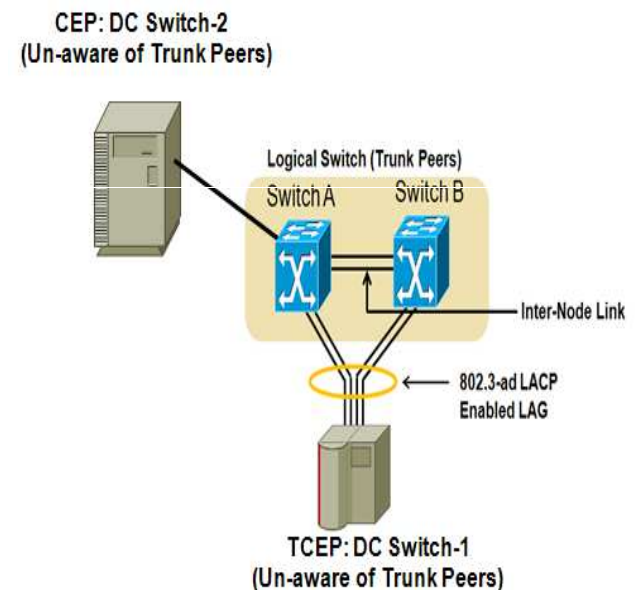 CEP: DC Switch-2
(Un-aware of Trunk Peers)
Logical Switch (Trunk Peers)
Switch A
Switch B
Inter-Node Link
802.3-ad LACP
Enabled LAG
TCEP: DC Switch-1
(Un-aware of Trunk Peers)